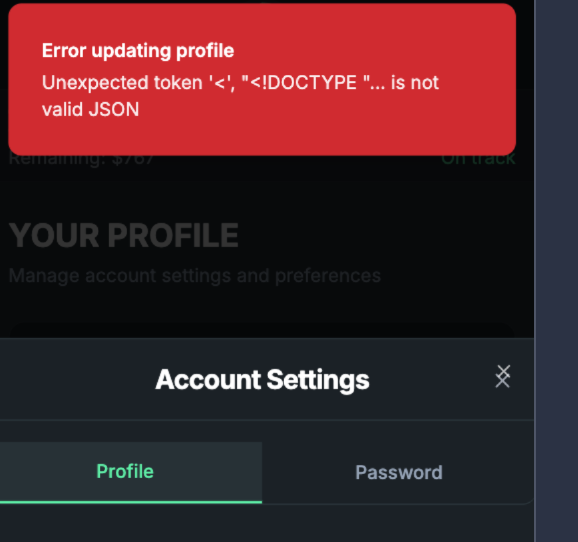 Error updating profile
Unexpected token '<', "<!DOCTYPE "... is not
valid JSON
Remaining: $767
On track
YOUR PROFILE
Manage account settings and preferences
Account Settings
Profile
Password